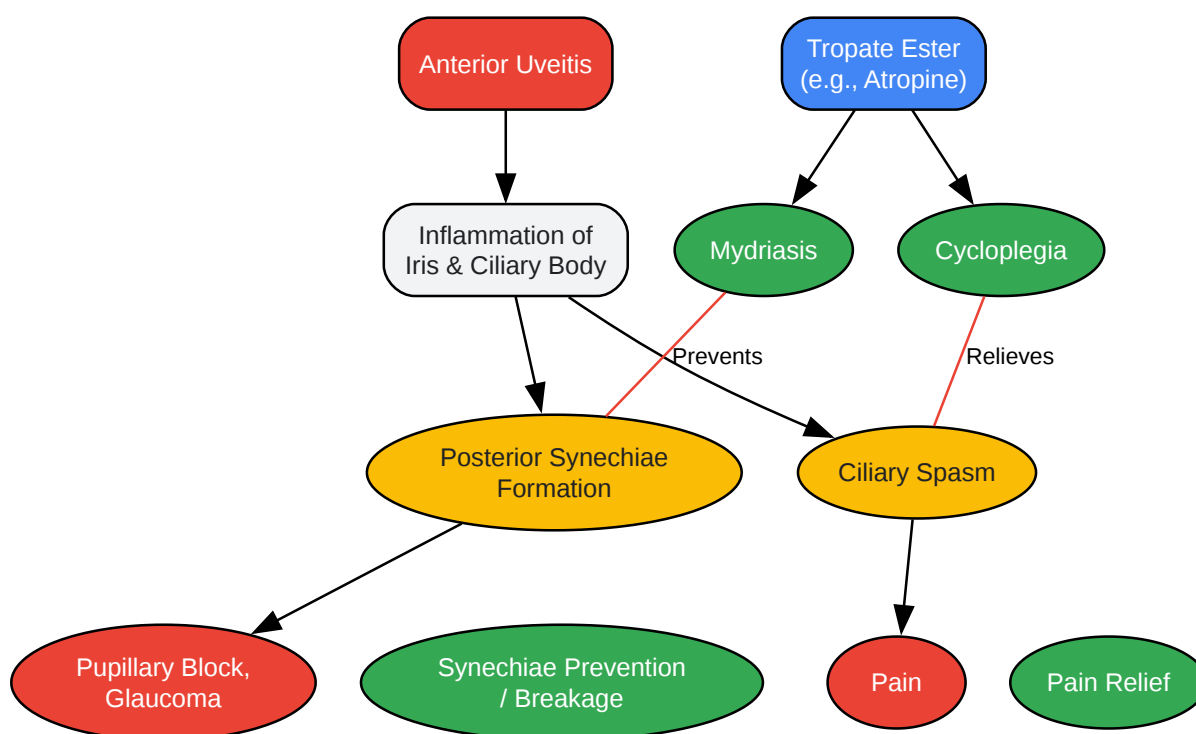 Anterior Uveitis
Tropate Ester
(e.g., Atropine)
Inflammation of
Iris & Ciliary Body
Mydriasis
Cycloplegia
Prevents
Relieves
Posterior Synechiae
Formation
Ciliary Spasm
Pupillary Block,
Glaucoma
Synechiae Prevention
/ Breakage
Pain
Pain Relief